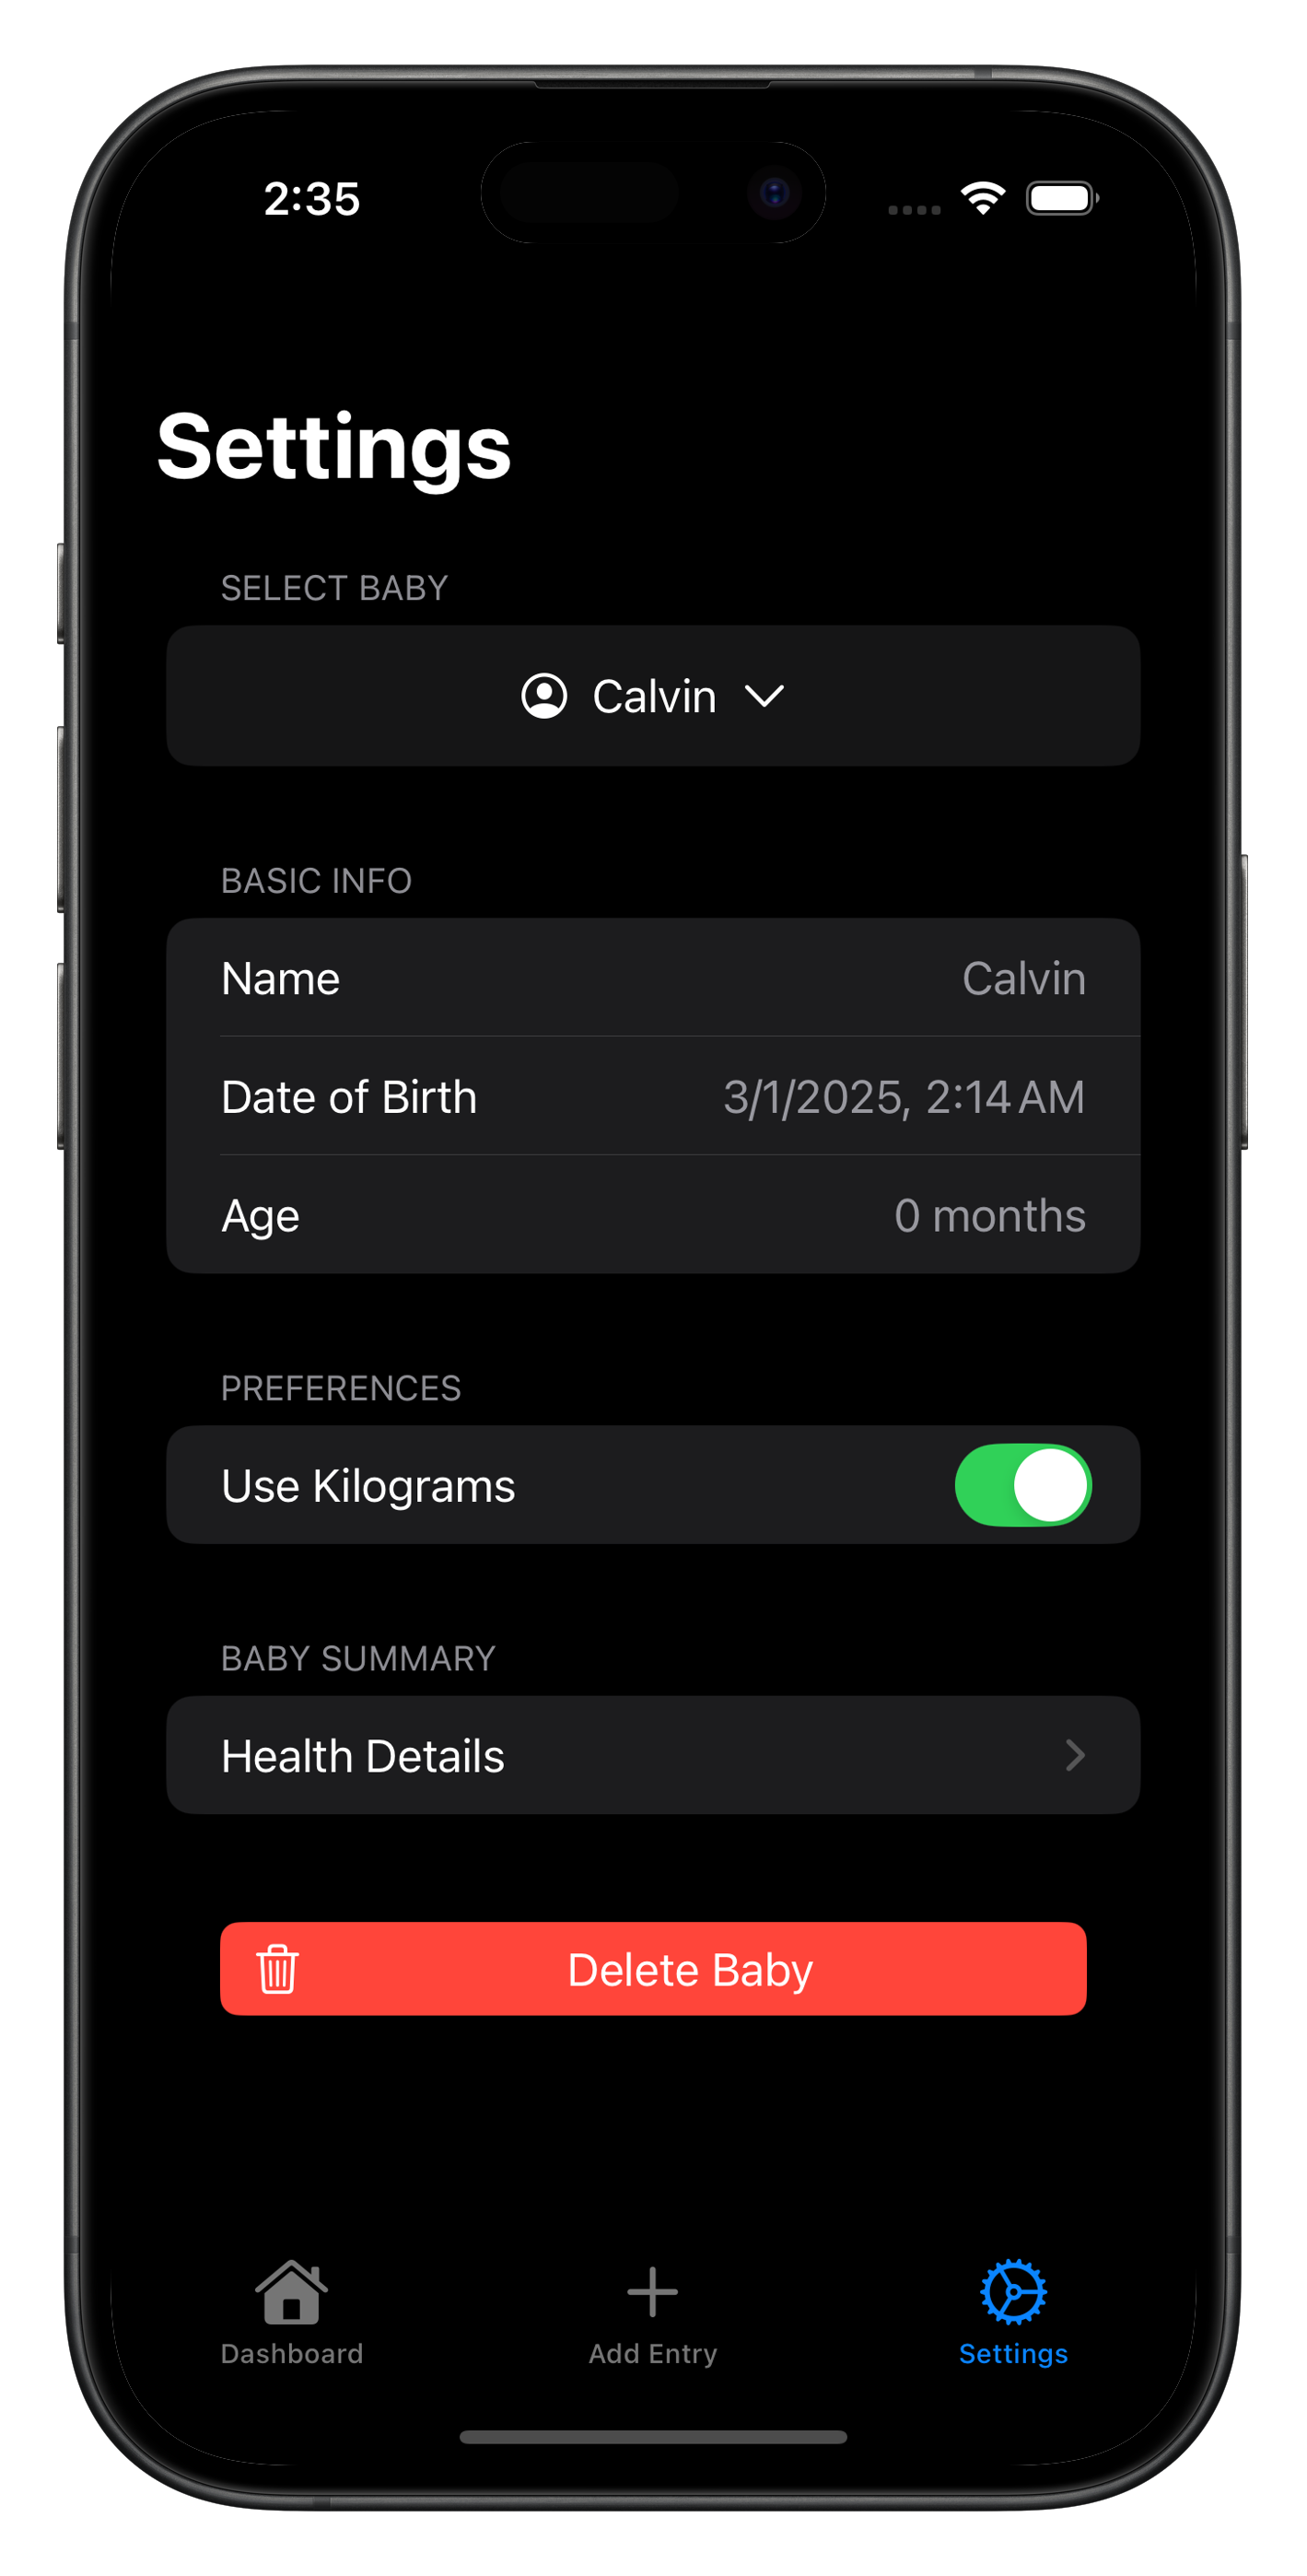 2:35
Settings
SELECT BABY
Calvin
BASIC INFO
Name Calvin
Date of Birth 3/1/2025, 2:14 AM
Age 0 months
PREFERENCES
Use Kilograms
BABY SUMMARY
Health Details
Delete Baby
Dashboard Add Entry Settings